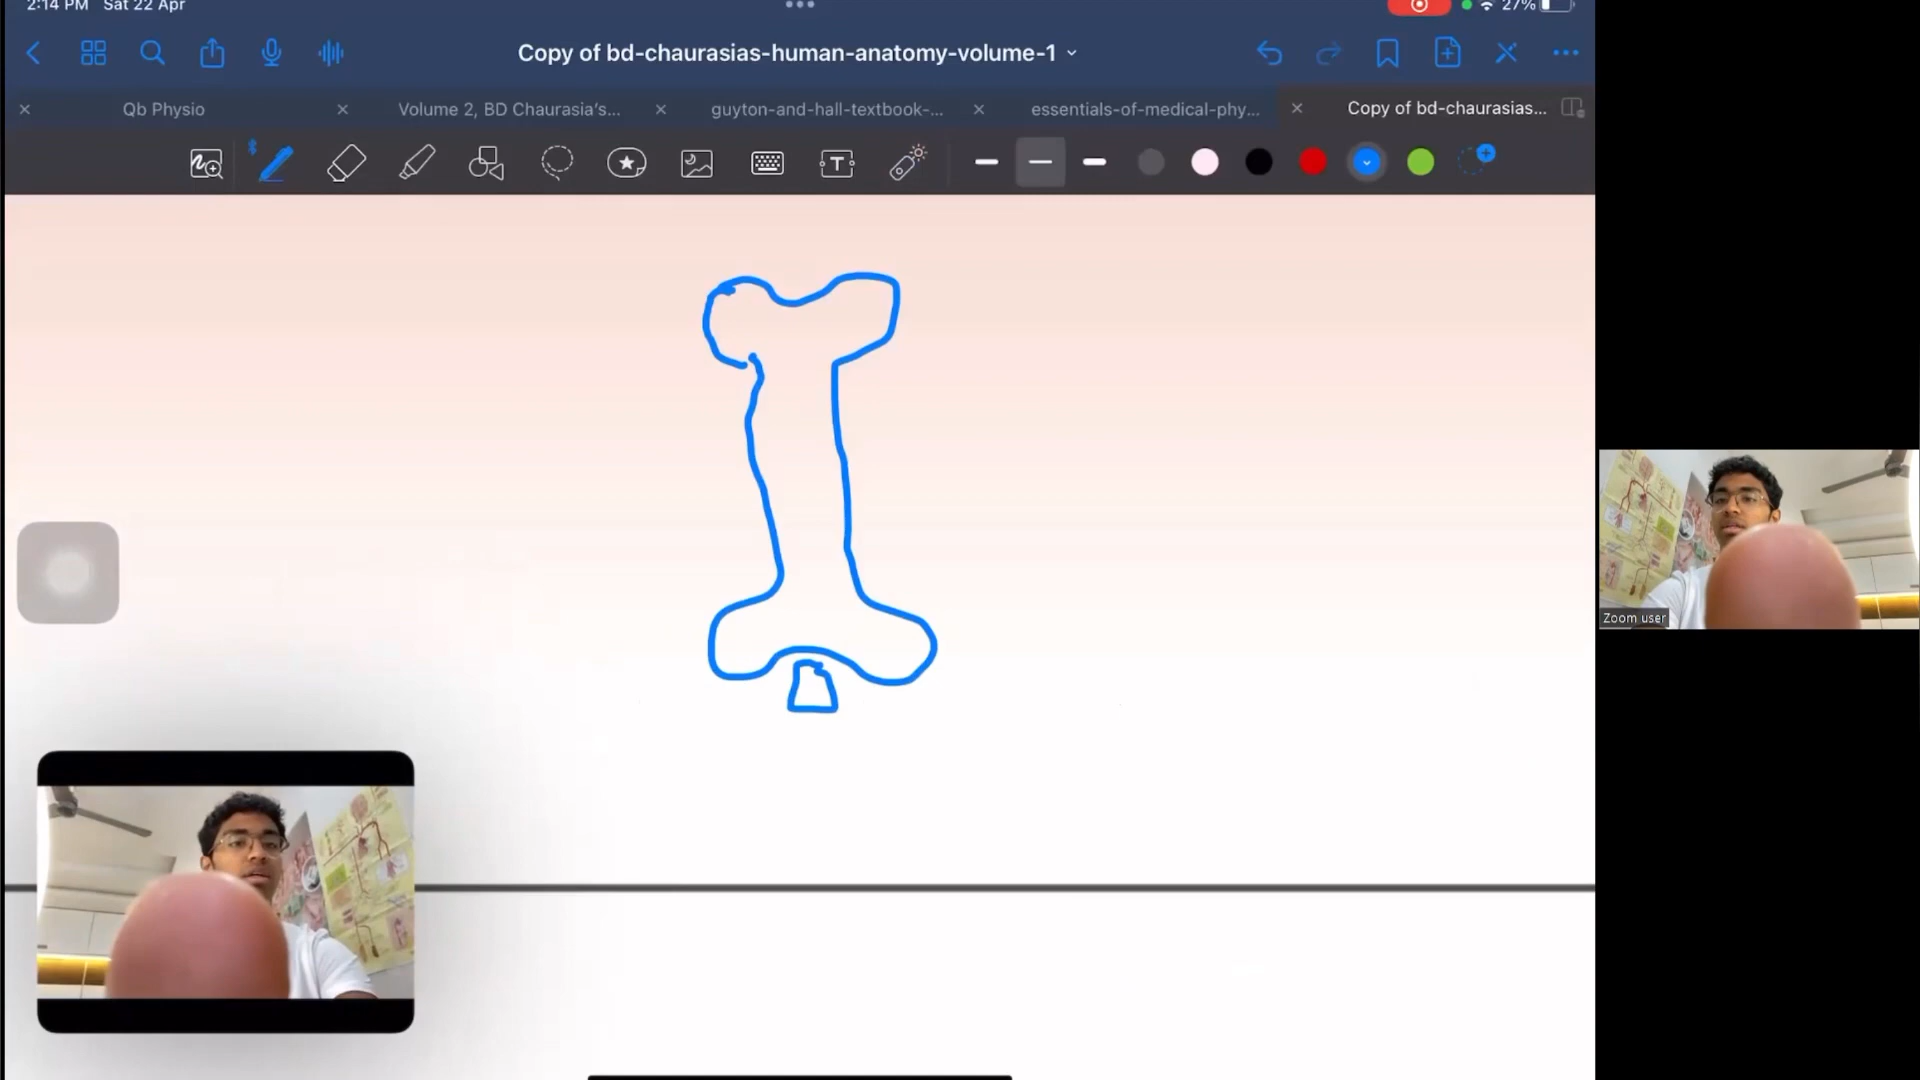 2:14 PM Sat 22 Apr
27%
Copy of bd-chaurasias-human-anatomy-volume-1
Qb Physio
Volume 2, BD Chaurasia's...
guyton-and-hall-textbook-...
essentials-of-medical-phy...
Copy of bd-chaurasias...
T
Zoom user